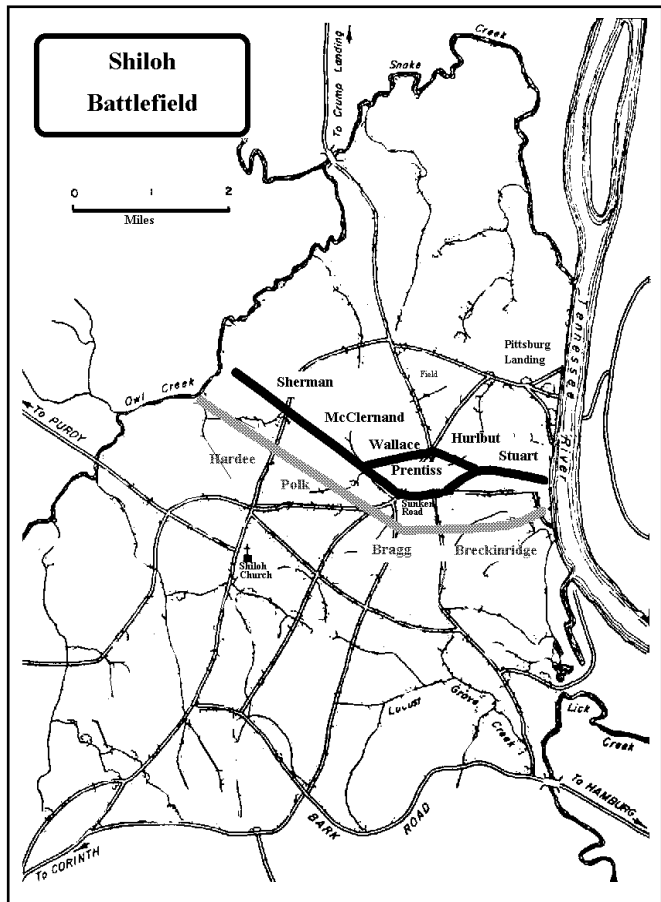 Shiloh
Battlefield
0 1 2
Miles
To Crump Landing
Snake
Creek
Tennessee
River
Pittsburg
Landing
Field
Sherman
Owl Creek
McClernand
To PURDY
Wallace
Hurlbut
Stuart
Prentiss
Hardee
Polk
Sunken
Road
Bragg
Breckinridge
Shiloh
Church
Locust
Grove
Creek
Lick
Creek
BARK
ROAD
To HAMBURG
To CORINTH